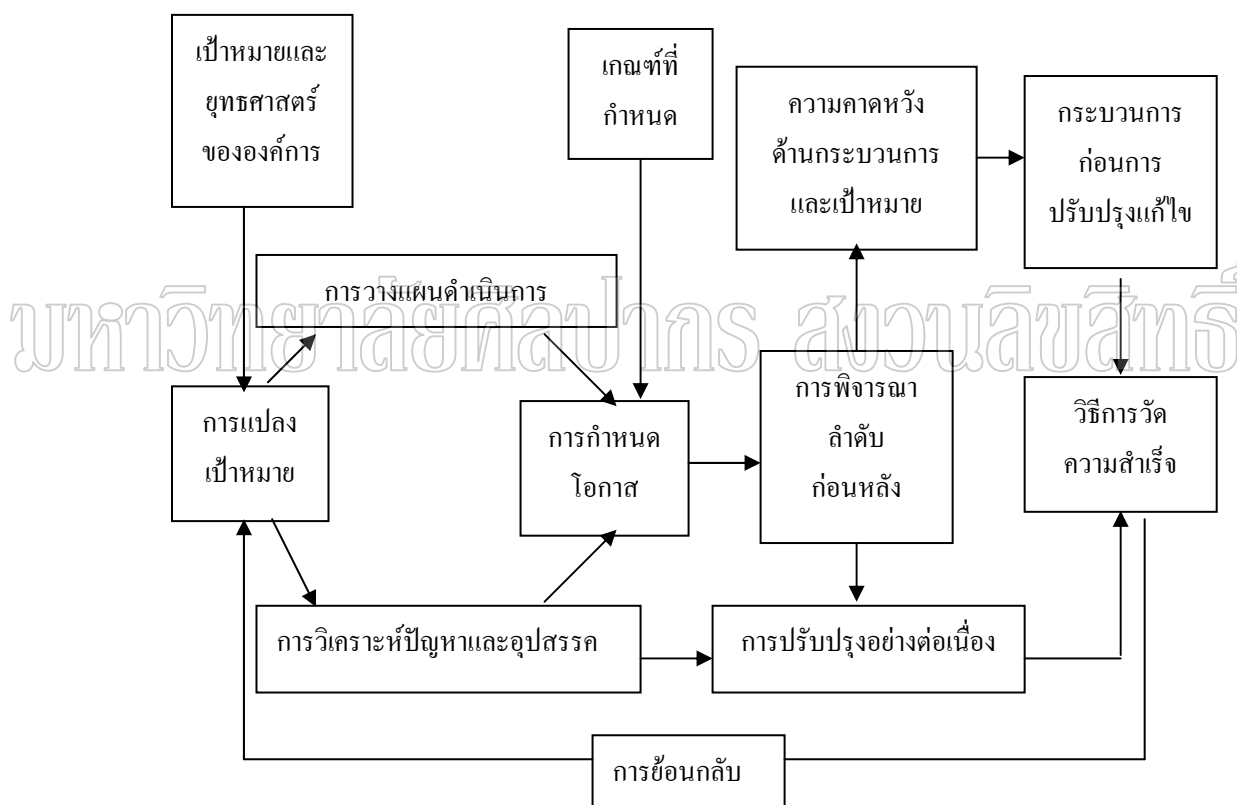 เป้าหมายและ
ยุทธศาสตร์
ขององค์การ
เกณฑ์ที่
กำหนด
ความคาดหวัง
ด้านกระบวนการ
และเป้าหมาย
กระบวนการ
ก่อนการ
ปรับปรุงแก้ไข
การวางแผนดำเนินการ
มหาวิทยาลัยศิลปากร สงวนลิขสิทธิ์
การแปลง
เป้าหมาย
การกำหนด
โอกาส
การพิจารณา
ลำดับ
ก่อนหลัง
วิธีการวัด
ความสำเร็จ
การวิเคราะห์ปัญหาและอุปสรรค
การปรับปรุงอย่างต่อเนื่อง
การย้อนกลับ